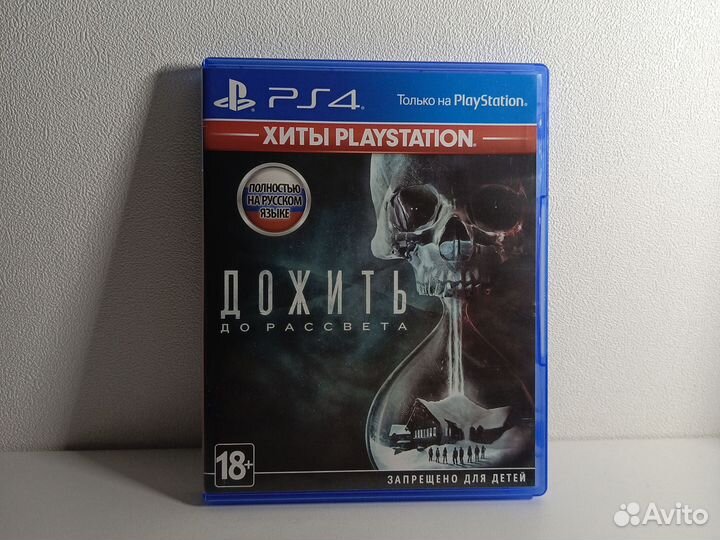 PS4
Только на PlayStation®
ХИТЫ PLAYSTATION®
ПОЛНОСТЬЮ
НА РУССКОМ
ЯЗЫКЕ
ДОЖИТЬ
ДО РАССВЕТА
18+
ЗАПРЕЩЕНО ДЛЯ ДЕТЕЙ
Avito